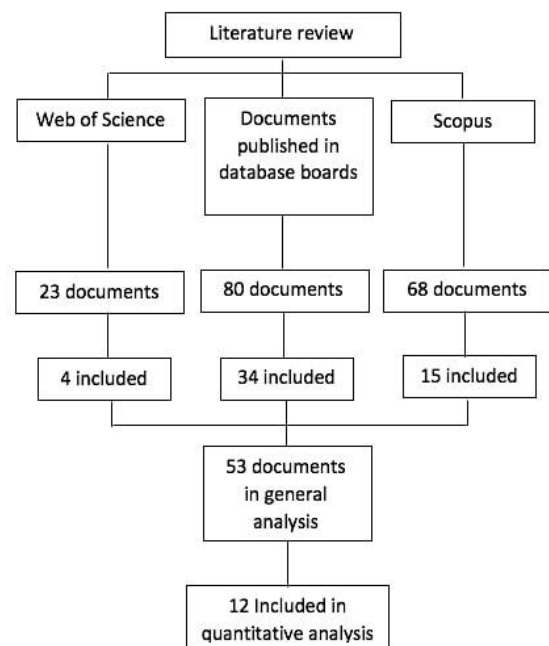 Literature review
Web of Science
Documents
published in
database boards
Scopus
23 documents
80 documents
68 documents
4 included
34 included
15 included
53 documents
in general
analysis
12 Included in
quantitative analysis